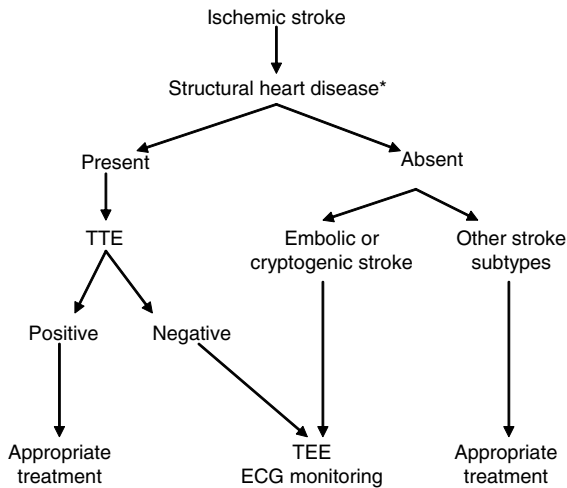 Ischemic stroke
Structural heart disease*
Present
Absent
TTE
Embolic or
cryptogenic stroke
Other stroke
subtypes
Positive
Negative
Appropriate
treatment
TEE
ECG monitoring
Appropriate
treatment